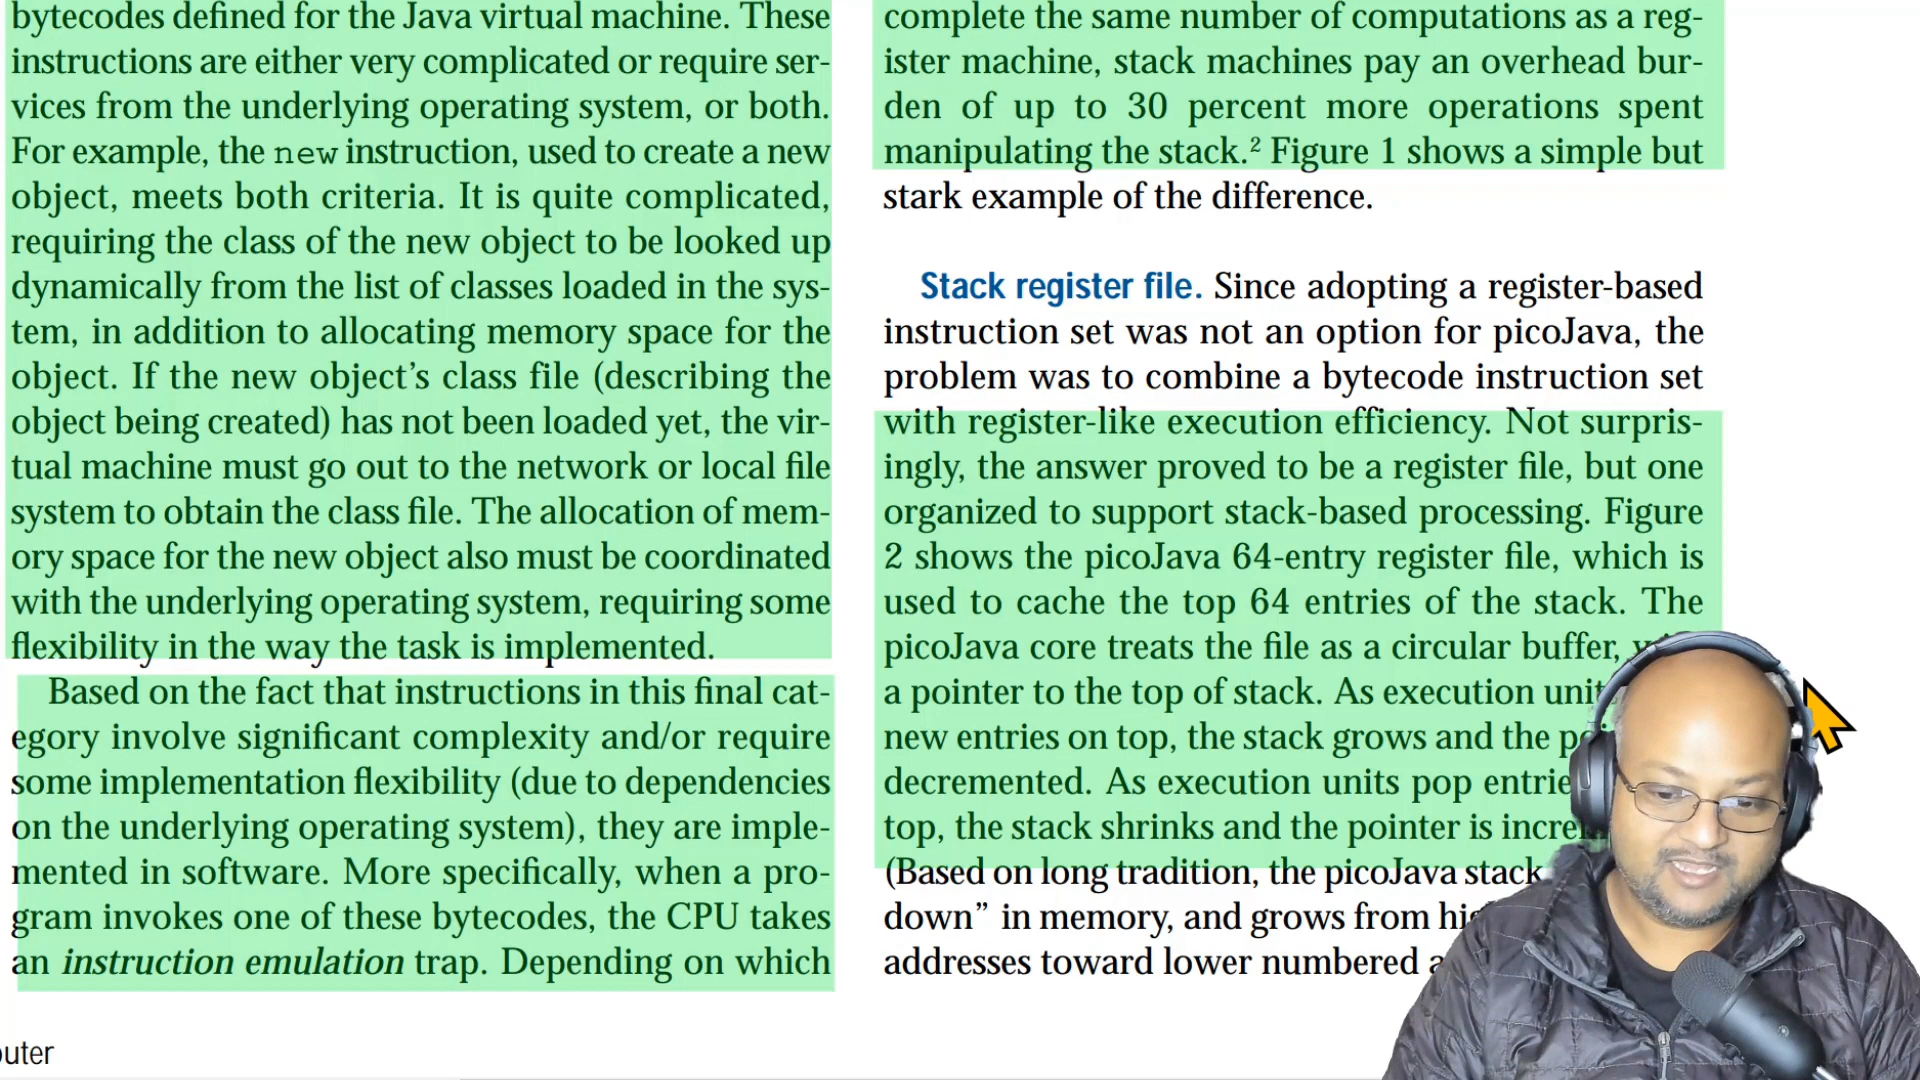 bytecodes defined for the Java virtual machine. These
instructions are either very complicated or require ser-
vices from the underlying operating system, or both.
For example, the new instruction, used to create a new
object, meets both criteria. It is quite complicated,
requiring the class of the new object to be looked up
dynamically from the list of classes loaded in the sys-
tem, in addition to allocating memory space for the
object. If the new object's class file (describing the
object being created) has not been loaded yet, the vir-
tual machine must go out to the network or local file
system to obtain the class file. The allocation of mem-
ory space for the new object also must be coordinated
with the underlying operating system, requiring some
flexibility in the way the task is implemented.
Based on the fact that instructions in this final cat-
egory involve significant complexity and/or require
some implementation flexibility (due to dependencies
on the underlying operating system), they are imple-
mented in software. More specifically, when a pro-
gram invokes one of these bytecodes, the CPU takes
an instruction emulation trap. Depending on which
complete the same number of computations as a reg-
ister machine, stack machines pay an overhead bur-
den of up to 30 percent more operations spent
manipulating the stack.² Figure 1 shows a simple but
stark example of the difference.
Stack register file. Since adopting a register-based
instruction set was not an option for picoJava, the
problem was to combine a bytecode instruction set
with register-like execution efficiency. Not surpris-
ingly, the answer proved to be a register file, but one
organized to support stack-based processing. Figure
2 shows the picoJava 64-entry register file, which is
used to cache the top 64 entries of the stack. The
picoJava core treats the file as a circular buffer,
a pointer to the top of stack. As execution
new entries on top, the stack grows and the
decremented. As execution units pop
top, the stack shrinks and the pointer is
(Based on long tradition, the picoJava stack
down" in memory, and grows from
addresses toward lower numbered
outer